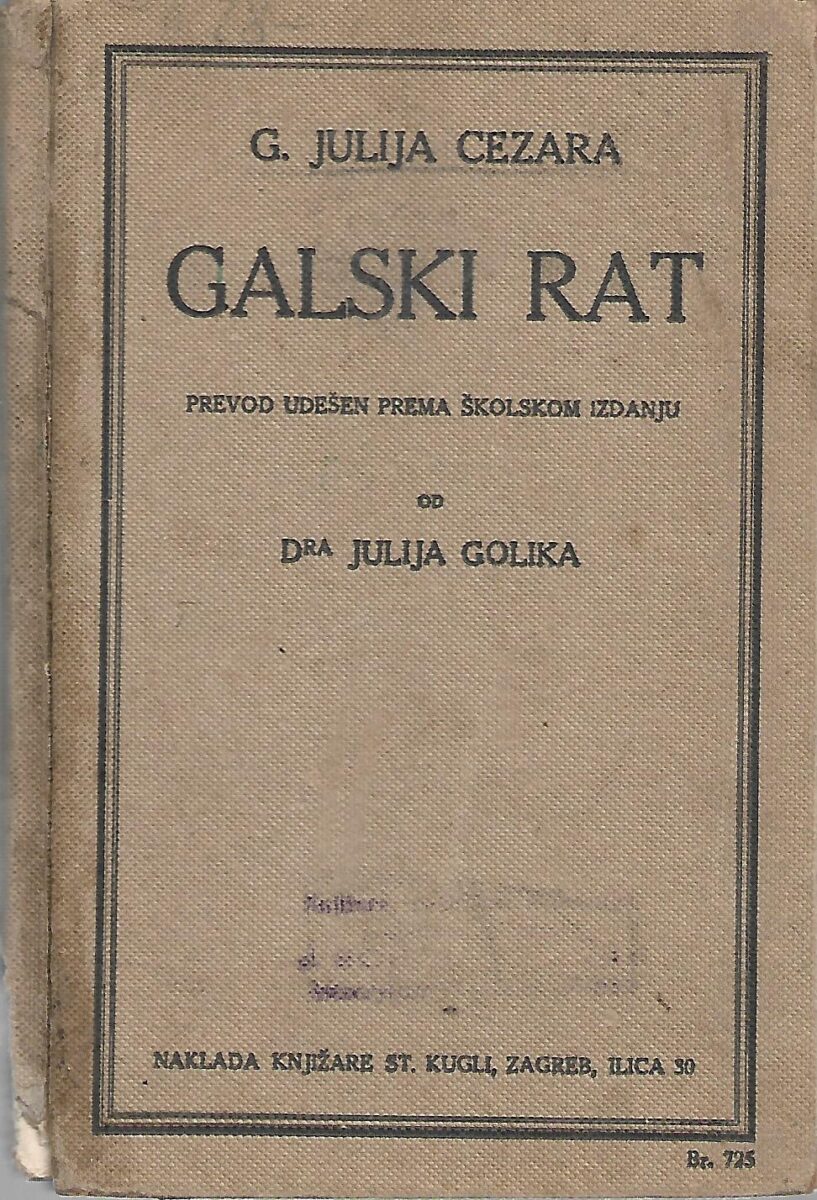 G. JULIJA CEZARA
GALSKI RAT
PREVOD UDEŠEN PREMA ŠKOLSKOM IZDANJU
OD
DRA JULIJA GOLIKA
NAKLADA KNJIŽARE ST. KUGLI, ZAGREB, ILICA 30
Br. 725